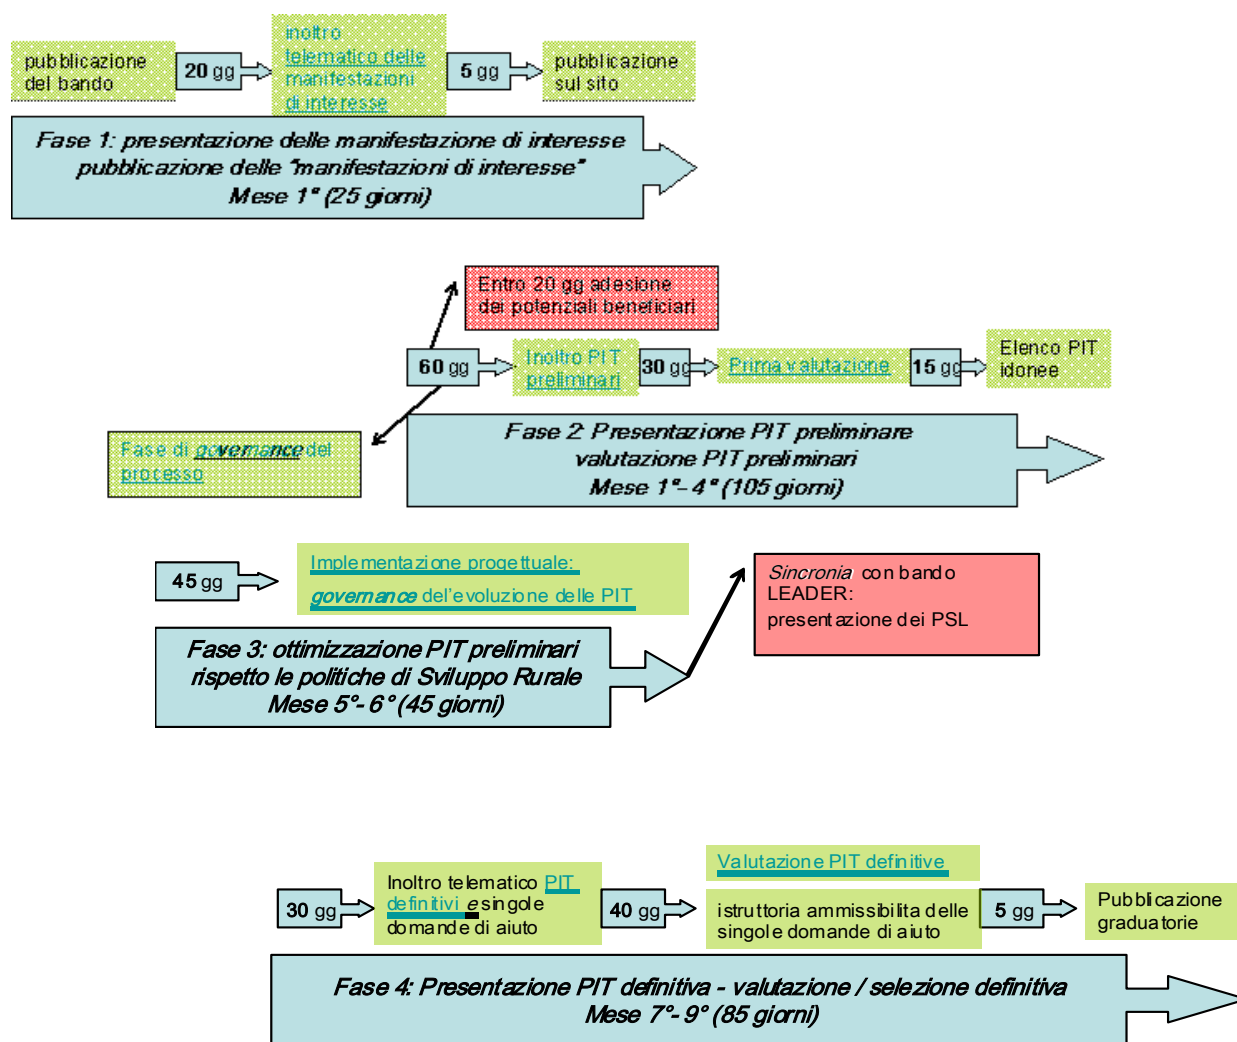 pubblicazione
del bando
20 gg
inoltro
telematico delle
manifestazioni
di interesse
5 gg
pubblicazione
sul sito
Fase 1: presentazione delle manifestazione di interesse
pubblicazione delle "manifestazioni di interesse"
Mese 1° (25 giorni)
Entro 20 gg adesione
dei potenziali beneficiari
60 gg
Inoltro PIT
preliminari
30 gg
Prima valutazione
15 gg
Elenco PIT
idonee
Fase di governance del
processo
Fase 2: Presentazione PIT preliminare
valutazione PIT preliminari
Mese 1°- 4° (105 giorni)
45 gg
Implementazione progettuale:
governance del'evoluzione delle PIT
Sincronia con bando
LEADER:
presentazione dei PSL
Fase 3: ottimizzazione PIT preliminari
rispetto le politiche di Sviluppo Rurale
Mese 5°- 6° (45 giorni)
30 gg
Inoltro telematico PIT
definitivi e singole
domande di aiuto
40 gg
Valutazione PIT definitive
istruttoria ammissibilita delle
singole domande di aiuto
5 gg
Pubblicazione
graduatorie
Fase 4: Presentazione PIT definitiva - valutazione / selezione definitiva
Mese 7°- 9° (85 giorni)